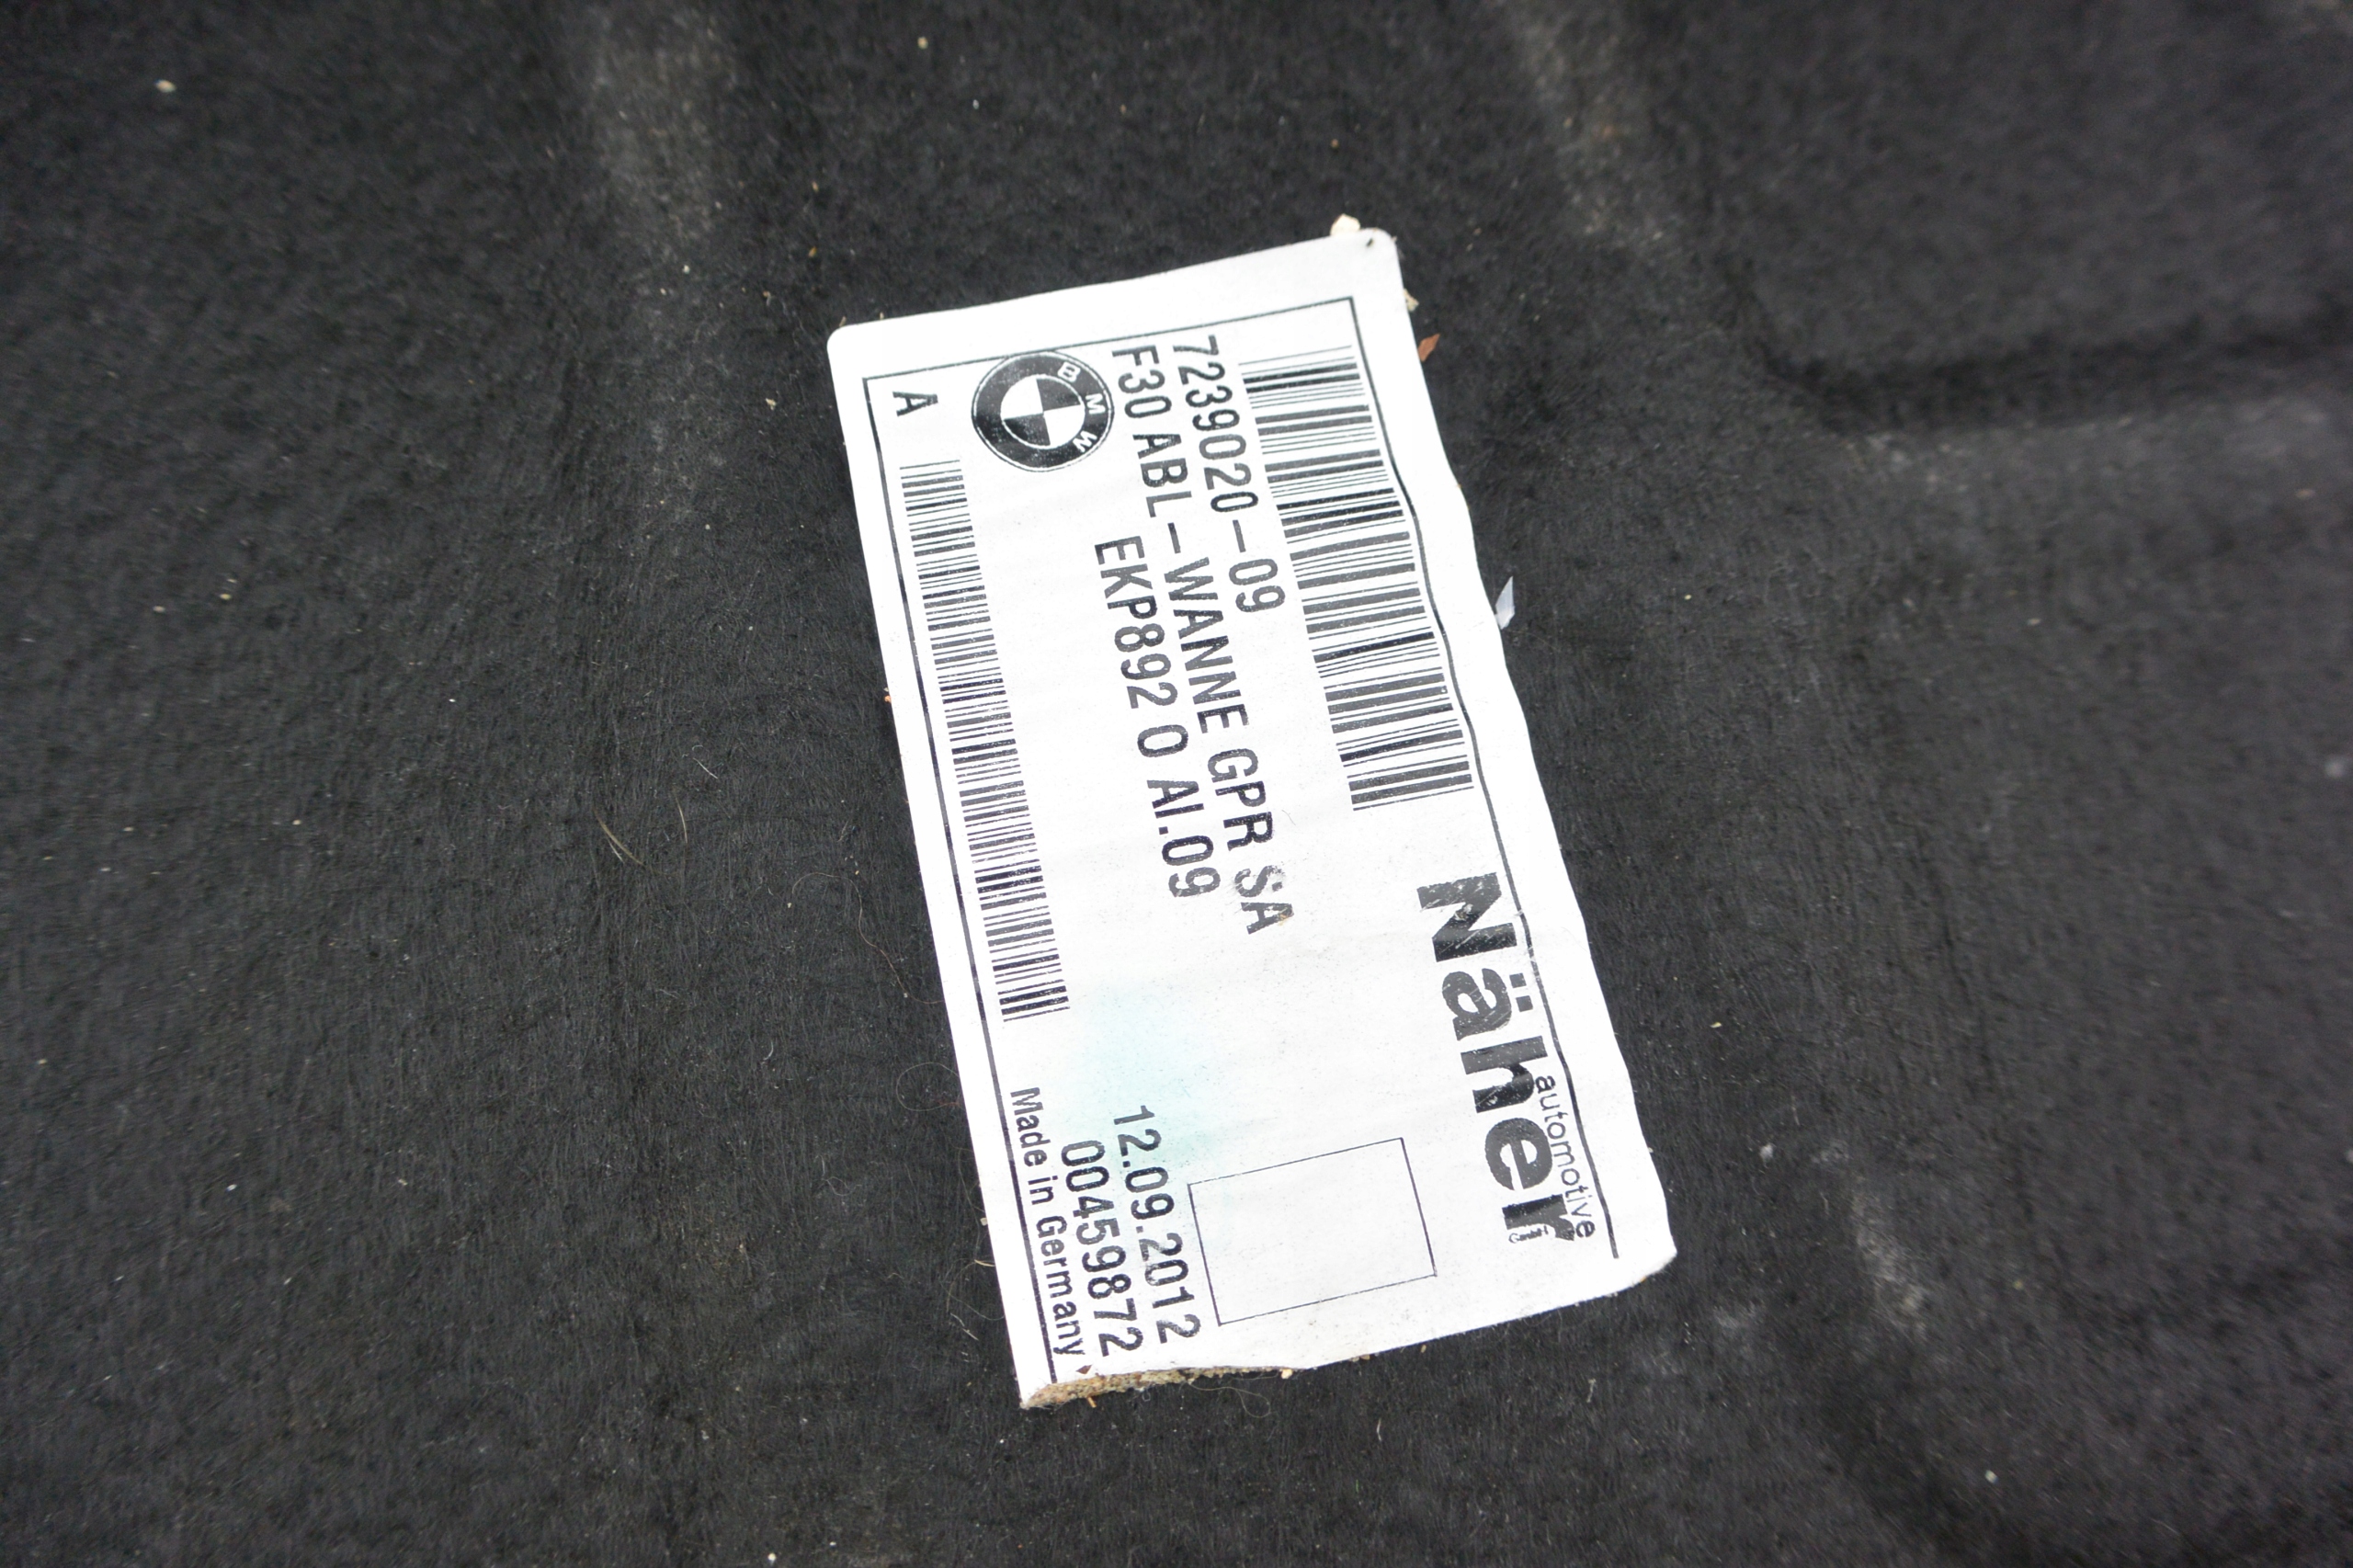 Näher
automotive
7239020-09
F30 ABL-WANNE GPR SA
EKP892 0 AI.09
BMW
A
12.09.2012
00459872
Made in Germany